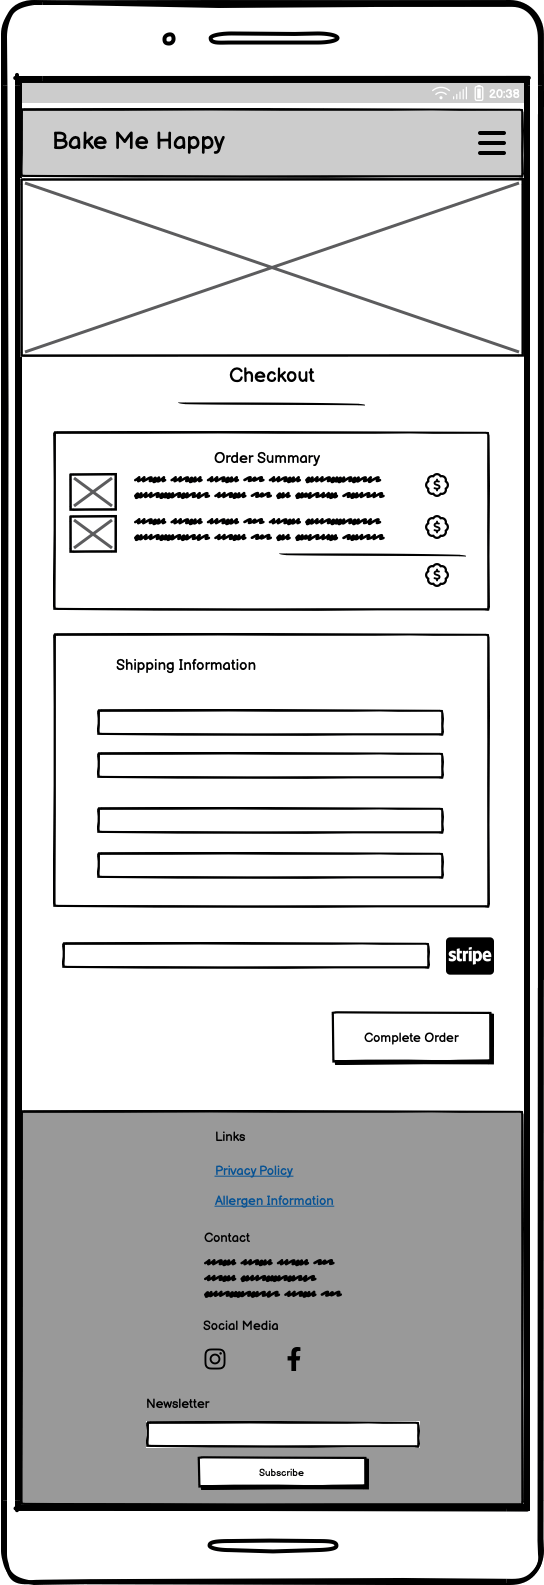 20:38
Bake Me Happy
Checkout
Order Summary
$
$
$
Shipping Information
stripe
Complete Order
Links
Privacy Policy
Allergen Information
Contact
Social Media
Newsletter
Subscribe